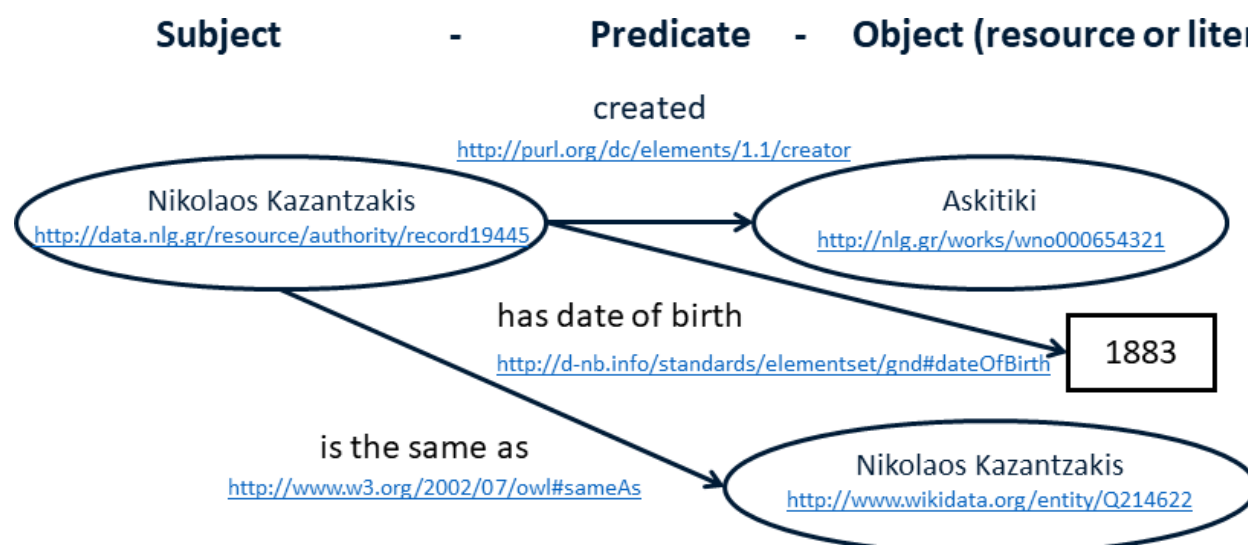 Subject - Predicate - Object (resource or liter
created
http://purl.org/dc/elements/1.1/creator
Nikolaos Kazantzakis
http://data.nlg.gr/resource/authority/record19445
Askitiki
http://nlg.gr/works/wno000654321
has date of birth
http://d-nb.info/standards/elementset/gnd#dateOfBirth
1883
is the same as
http://www.w3.org/2002/07/owl#sameAs
Nikolaos Kazantzakis
http://www.wikidata.org/entity/Q214622